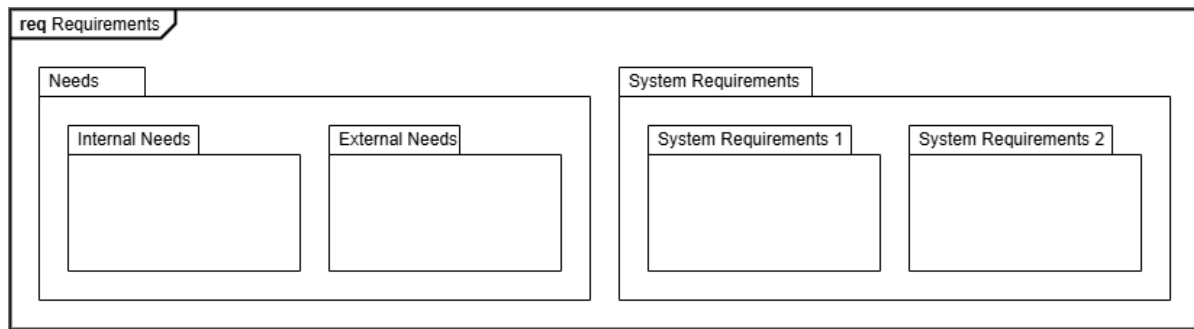 req Requirements
Needs
System Requirements
Internal Needs
External Needs
System Requirements 1
System Requirements 2